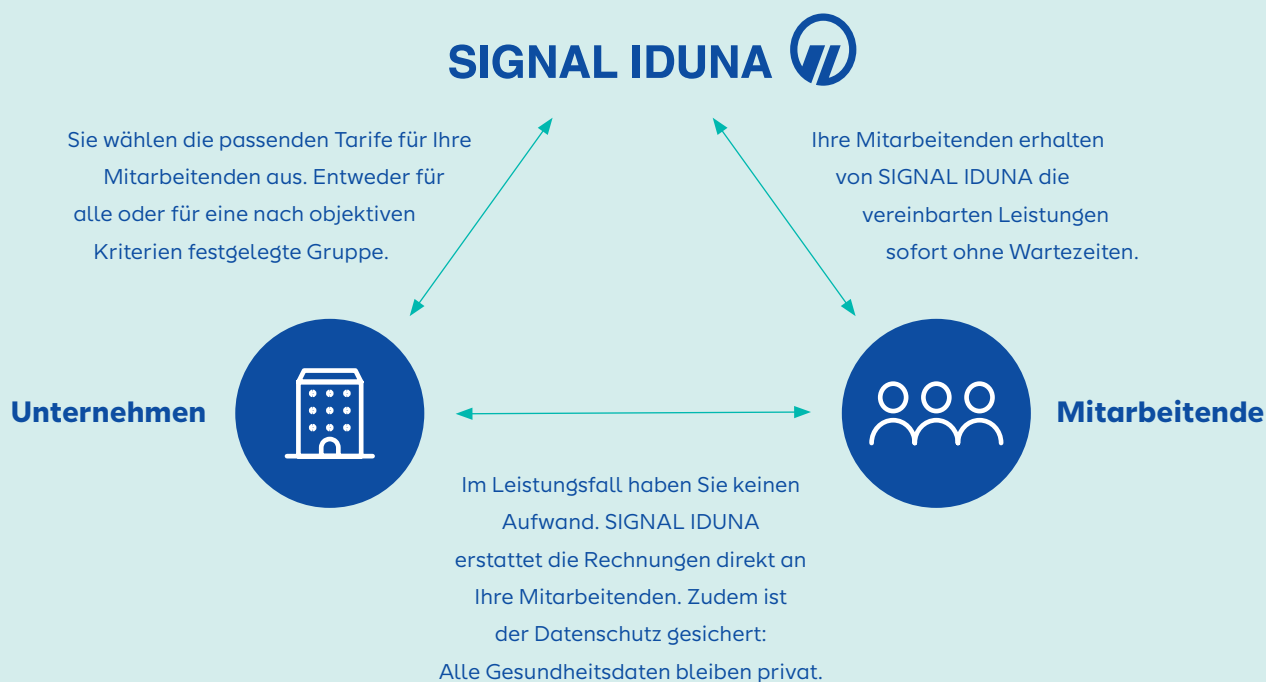 SIGNAL IDUNA
Sie wählen die passenden Tarife für Ihre
Mitarbeitenden aus. Entweder für
alle oder für eine nach objektiven
Kriterien festgelegte Gruppe.
Ihre Mitarbeitenden erhalten
von SIGNAL IDUNA die
vereinbarten Leistungen
sofort ohne Wartezeiten.
Unternehmen
Mitarbeitende
Im Leistungsfall haben Sie keinen
Aufwand. SIGNAL IDUNA
erstattet die Rechnungen direkt an
Ihre Mitarbeitenden. Zudem ist
der Datenschutz gesichert:
Alle Gesundheitsdaten bleiben privat.